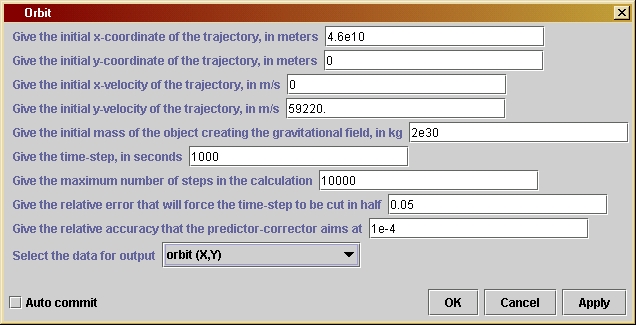 Orbit
Give the initial x-coordinate of the trajectory, in meters 4.6e10
Give the initial y-coordinate of the trajectory, in meters 0
Give the initial x-velocity of the trajectory, in m/s 0
Give the initial y-velocity of the trajectory, in m/s 59220.
Give the initial mass of the object creating the gravitational field, in kg 2e30
Give the time-step, in seconds 1000
Give the maximum number of steps in the calculation 10000
Give the relative error that will force the time-step to be cut in half 0.05
Give the relative accuracy that the predictor-corrector aims at 1e-4
Select the data for output orbit (X,Y)
Auto commit OK Cancel Apply